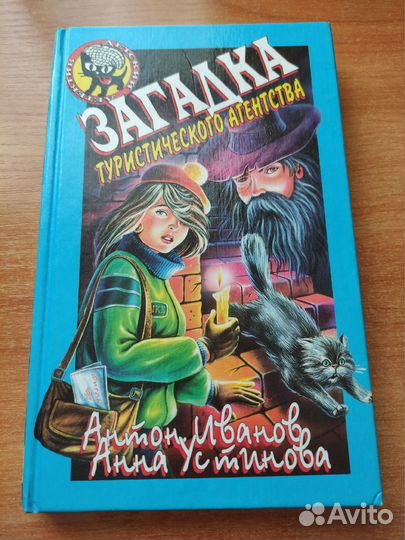 ЗАГАДКА
ТУРИСТИЧЕСКОГО АГЕНТСТВА
Антон Иванов
Анна Устинова
Avito